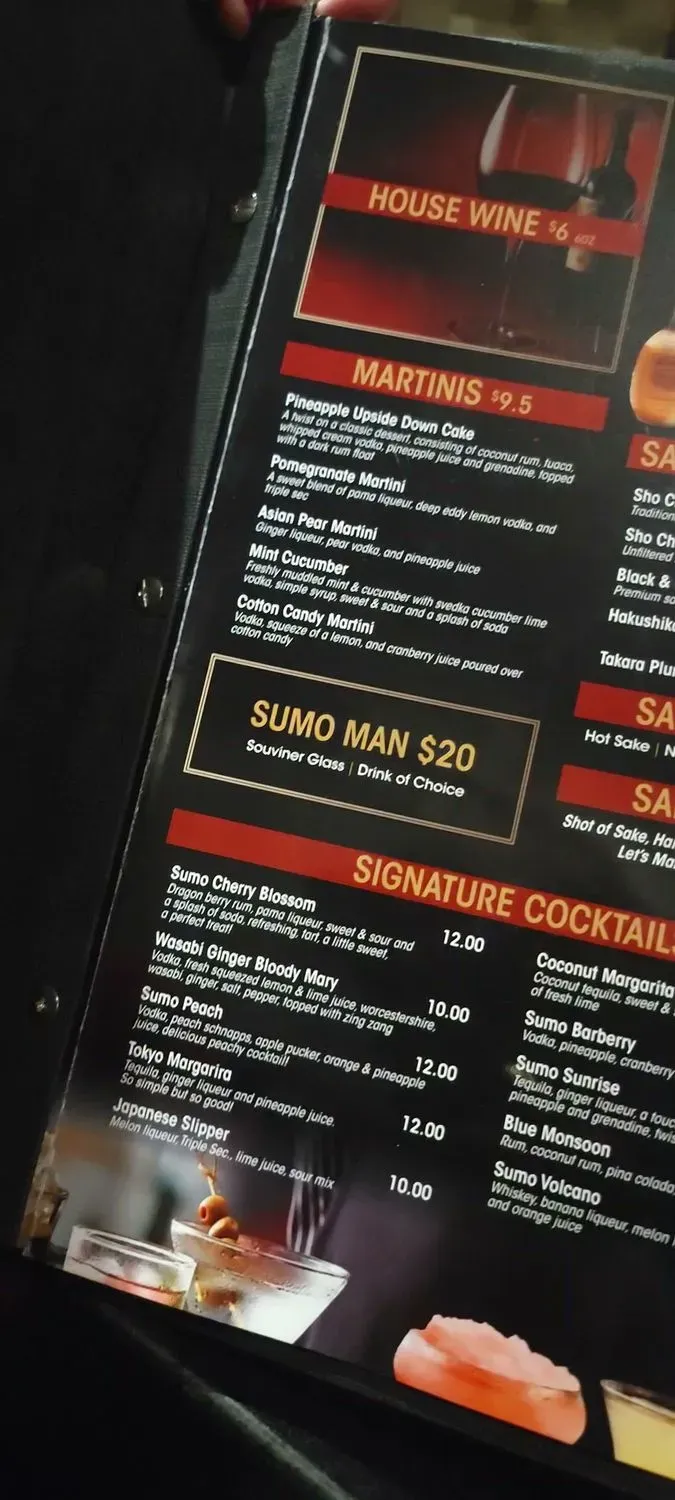 HOUSE WINE $6 6OZ
MARTINIS $9.5
Pineapple Upside Down Cake
A twist on a classic dessert, consisting of coconut rum, tuaca,
whipped cream vodka, pineapple juice and grenadine, topped
with a dark rum float
Pomegranate Martini
A sweet blend of pama liqueur, deep eddy lemon vodka, and
triple sec
Asian Pear Martini
Ginger liqueur, pear vodka, and pineapple juice
Mint Cucumber
Freshly muddled mint & cucumber with svedka cucumber lime
vodka, simple syrup, sweet & sour and a splash of soda
Cotton Candy Martini
Vodka, squeeze of a lemon, and cranberry juice poured over
cotton candy
SUMO MAN $20
Souviner Glass | Drink of Choice
SA
Sho C
Tradition
Sho Ch
Unfiltered
Black &
Premium sa
Hakushik
Takara Plu
SA
Hot Sake | N
SA
Shot of Sake, Ha
Let's Ma
SIGNATURE COCKTAILS
Sumo Cherry Blossom
Dragon berry rum, pama liqueur, sweet & sour and
a splash of soda, refreshing, tart, a little sweet,
a perfect treat!
12.00
Wasabi Ginger Bloody Mary
Vodka, fresh squeezed lemon & lime juice, worcestershire,
wasabi, ginger, salt, pepper, topped with zing zang
10.00
Sumo Peach
Vodka, peach schnapps, apple pucker, orange & pineapple
juice, delicious peachy cocktail!
12.00
Tokyo Margarira
Tequila, ginger liqueur and pineapple juice.
So simple but so good!
12.00
Japanese Slipper
Melon liqueur, Triple Sec., lime juice, sour mix
10.00
Coconut Margarita
Coconut tequila, sweet &
of fresh lime
Sumo Barberry
Vodka, pineapple, cranberry
Sumo Sunrise
Tequila, ginger liqueur, a touc
pineapple and grenadine, twis
Blue Monsoon
Rum, coconut rum, pina colada
Sumo Volcano
Whiskey, banana liqueur, melon
and orange juice